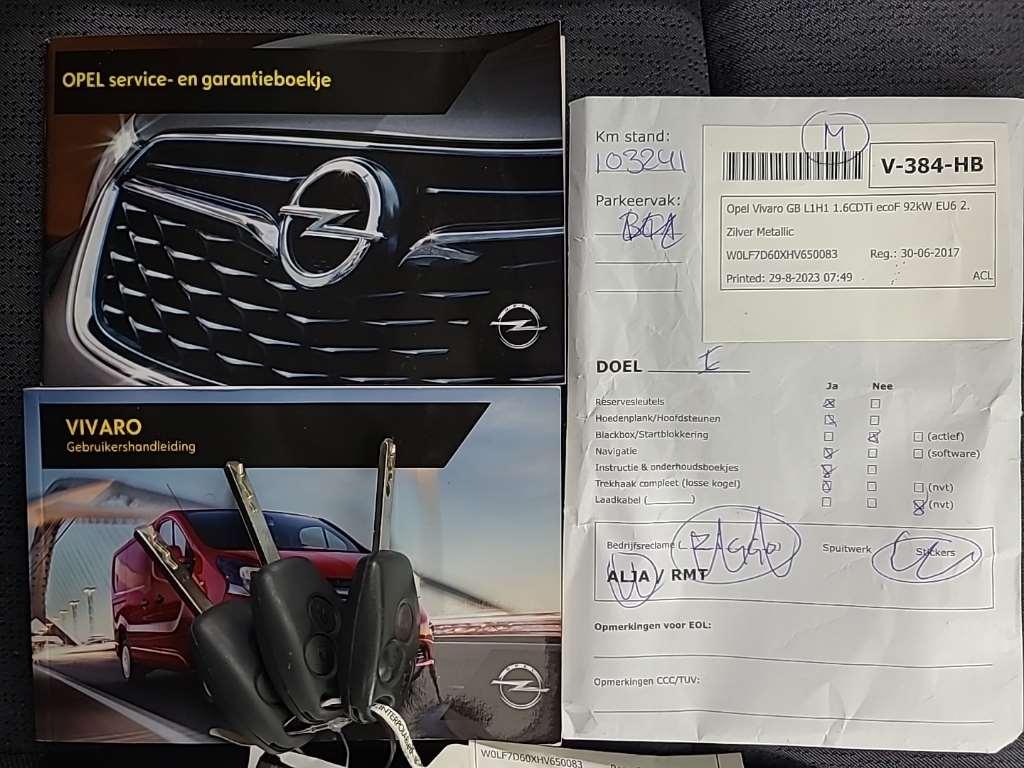 OPEL service- en garantieboekje
VIVARO
Gebruikershandleiding
INTERPOL
Km stand:
103241
Parkeervak:
M
V-384-HB
Opel Vivaro GB L1H1 1.6CDTi ecoF 92kW EU6 2.
Zilver Metallic
W0LF7D60XHV650083 Reg.: 30-06-2017
Printed: 29-8-2023 07:49 ACL
DOEL E
Ja Nee
Reservesleutels
Hoedenplank/Hoofdsteunen
Blackbox/Startblokkering (actief)
Navigatie (software)
Instructie & onderhoudsboekjes
Trekhaak compleet (losse kogel) (nvt)
Laadkabel (______) (nvt)
Bedrijfsreclame ( Spuitwerk Stickers
ALJA / RMT
Opmerkingen voor EOL:
Opmerkingen CCC/TUV:
W0LF7D60XHV650083